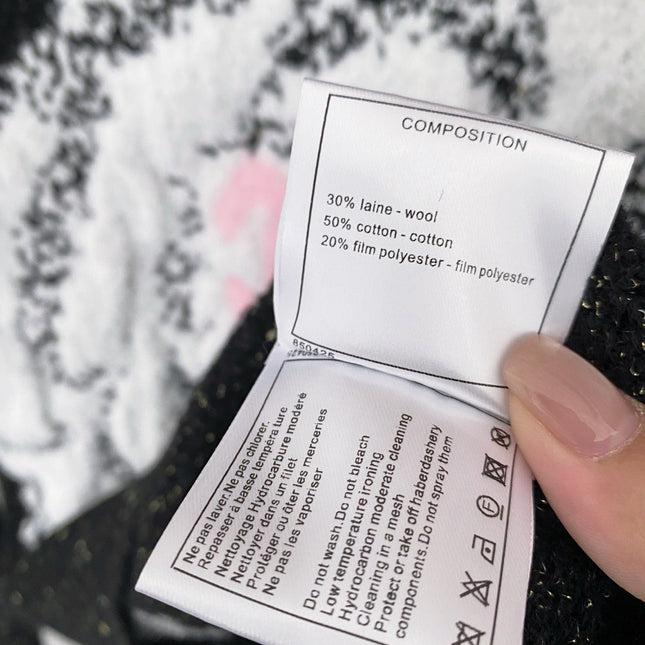 COMPOSITION
30% laine - wool
50% cotton - cotton
20% film polyester - film polyester
850425
Ne pas laver.Ne pas chlorer.
Repasser à basse tempéra ture
Nettoyage Hydrocarbure modéré
Nettoyer dans un filet
Protéger ou ôter les merceries
Ne pas les vaporiser
Do not wash.Do not bleach
Low temperature ironing
Hydrocarbon moderate cleaning
Cleaning in a mesh
Protect or take off haberdashery
components.Do not spray them
F